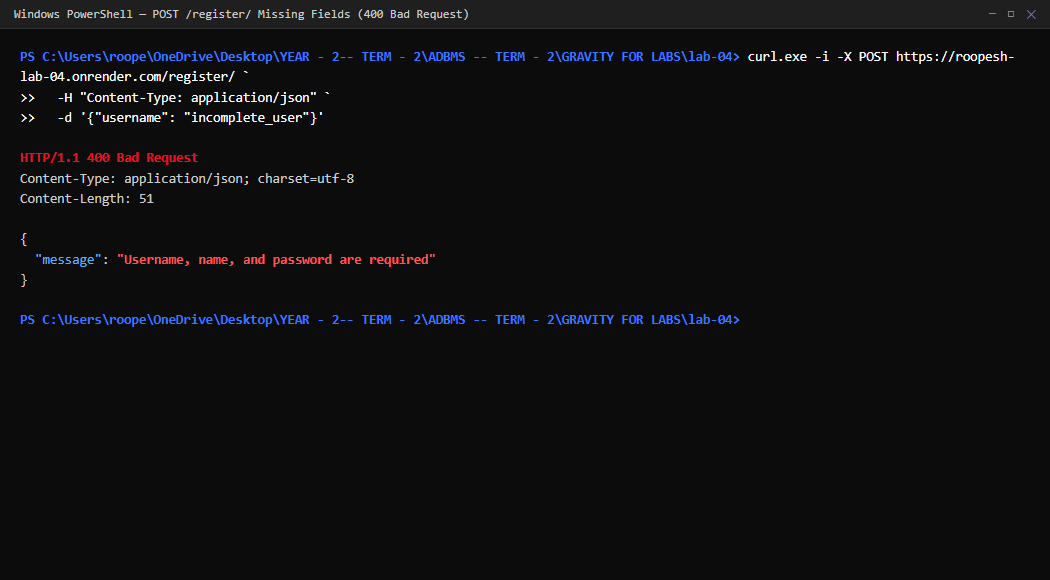 Windows PowerShell — POST /register/ Missing Fields (400 Bad Request)
PS C:\Users\roope\OneDrive\Desktop\YEAR - 2-- TERM - 2\ADBMS -- TERM - 2\GRAVITY FOR LABS\lab-04> curl.exe -i -X POST https://roopesh-
lab-04.onrender.com/register/ `
>>   -H "Content-Type: application/json" `
>>   -d '{"username": "incomplete_user"}'
HTTP/1.1 400 Bad Request
Content-Type: application/json; charset=utf-8
Content-Length: 51
{
  "message": "Username, name, and password are required"
}
PS C:\Users\roope\OneDrive\Desktop\YEAR - 2-- TERM - 2\ADBMS -- TERM - 2\GRAVITY FOR LABS\lab-04>